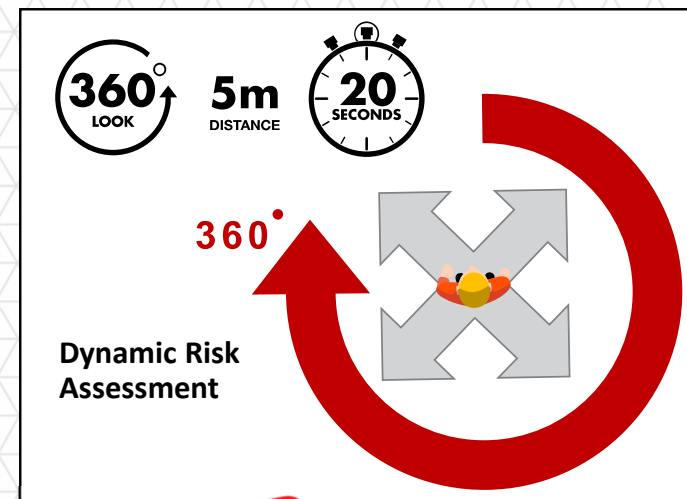 360°
LOOK
5m
DISTANCE
20
SECONDS
360°
Dynamic Risk
Assessment